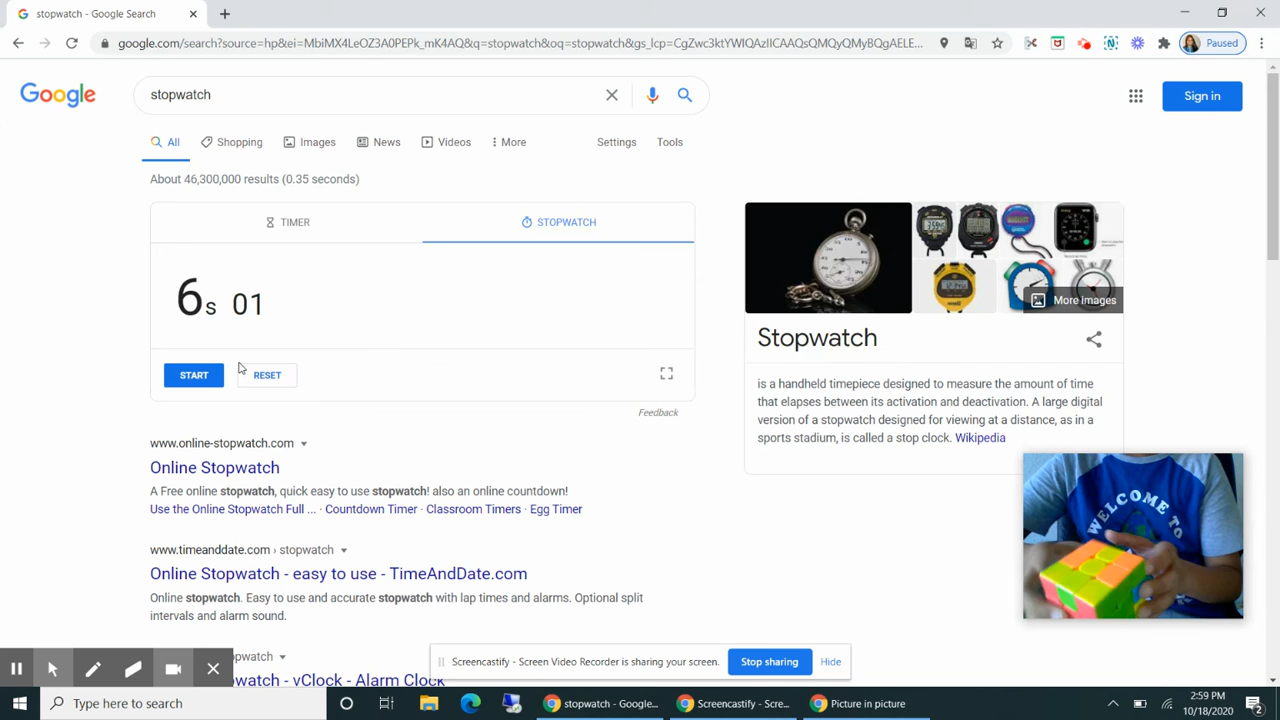 stopwatch - Google Search
google.com/search?source=hp&ei=MbiMX4LOZ3A0PEPk_mK4AQ&q=stopwatch&oq=stopwatch&gs_lcp=CgZwc3ktYWIQAzIICAAQsQMQyQMyBQgAELE...
Paused
Google
stopwatch
Sign in
All
Shopping
Images
News
Videos
More
Settings
Tools
About 46,300,000 results (0.35 seconds)
TIMER
STOPWATCH
6s 01
START
RESET
Feedback
More images
Stopwatch
is a handheld timepiece designed to measure the amount of time
that elapses between its activation and deactivation. A large digital
version of a stopwatch designed for viewing at a distance, as in a
sports stadium, is called a stop clock. Wikipedia
www.online-stopwatch.com
Online Stopwatch
A Free online stopwatch, quick easy to use stopwatch! also an online countdown!
Use the Online Stopwatch Full ... · Countdown Timer · Classroom Timers · Egg Timer
www.timeanddate.com › stopwatch
Online Stopwatch - easy to use - TimeAndDate.com
Online stopwatch. Easy to use and accurate stopwatch with lap times and alarms. Optional split
intervals and alarm sound.
opwatch
stopwatch - vClock - Alarm Clock
WELCOME TO
Screencastify - Screen Video Recorder is sharing your screen.
Stop sharing
Hide
Type here to search
stopwatch - Google...
Screencastify - Scre...
Picture in picture
2:59 PM
10/18/2020
2